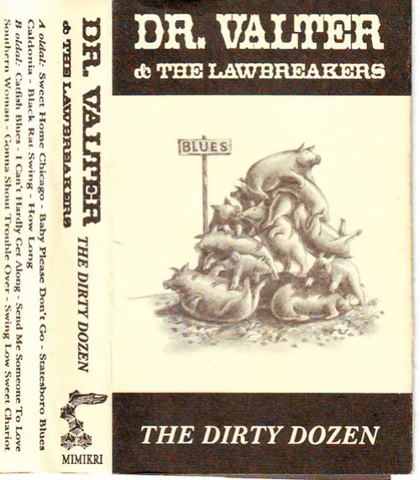 DR. VALTER
& THE LAWBREAKERS
BLUES
THE DIRTY DOZEN
DR. VALTER
& THE LAWBREAKERS
THE DIRTY DOZEN
MIMIKRI
A oldal: Sweet Home Chicago - Baby Please Don't Go - Statesboro Blues
Caldonia - Black Rat Swing - How Long
B oldal: Catfish Blues - I Can't Hardly Get Along - Send Me Someone To Love
Southern Woman - Gonna Shout Trouble Over - Swing Low Sweet Chariot